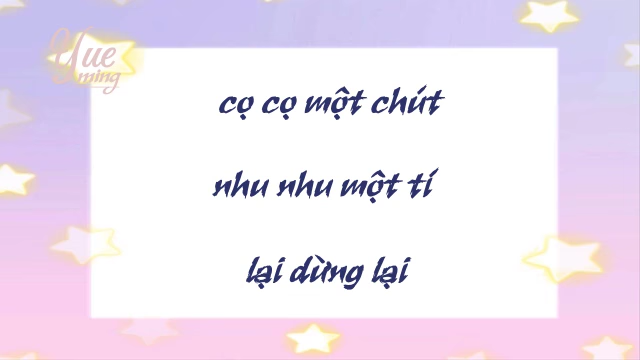 Yue
ming
cọ cọ một chút
nhu nhu một tí
lại dừng lại